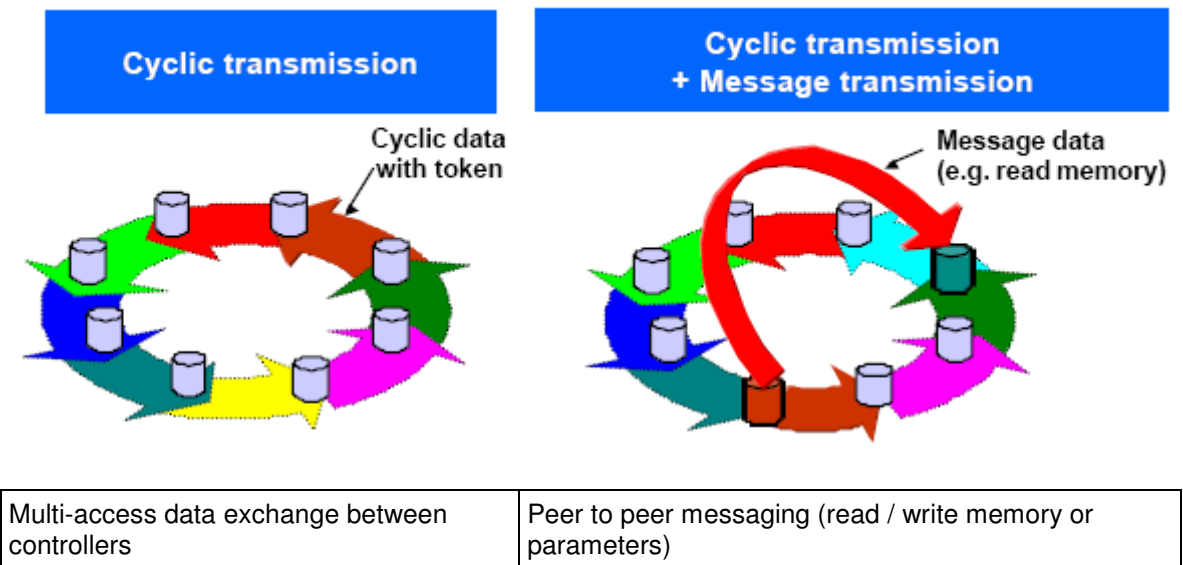 Cyclic transmission
Cyclic transmission
+ Message transmission
Cyclic data
with token
Message data
(e.g. read memory)
Multi-access data exchange between
controllers
Peer to peer messaging (read / write memory or
parameters)